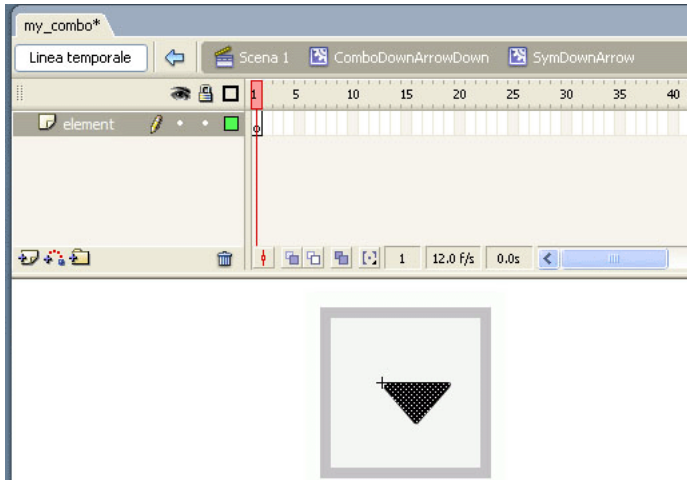 my_combo*
Linea temporale Scena 1 ComboDownArrowDown SymDownArrow
1 5 10 15 20 25 30 35 40
element
1 12.0 f/s 0.0s